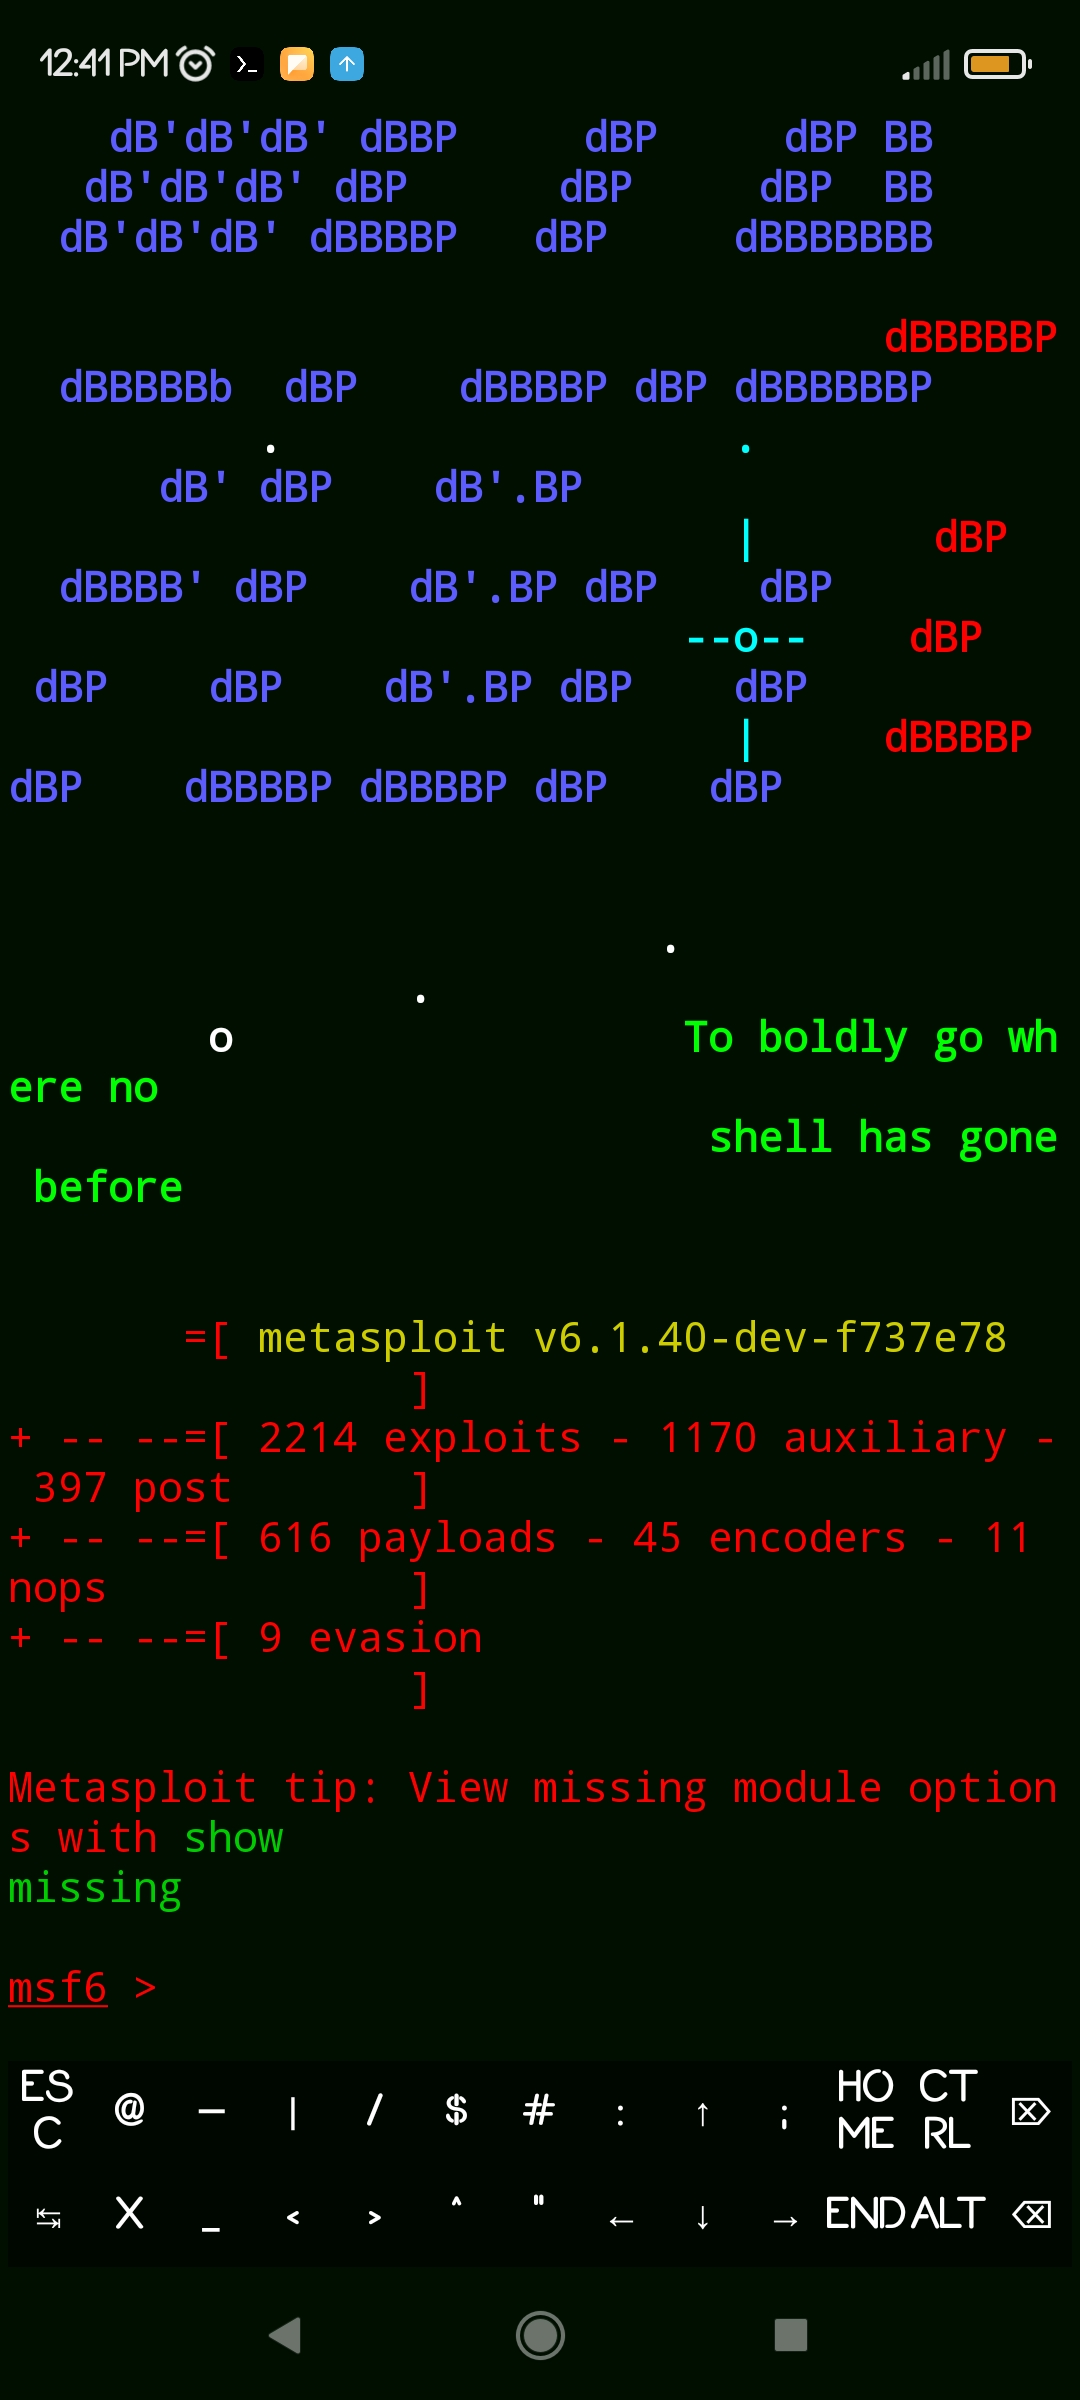 12:41 PM
dB'dB'dB' dBBP dBP dBP BB
dB'dB'dB' dBP dBP dBP BB
dB'dB'dB' dBBBBP dBP dBBBBBBB
dBBBBBP
dBBBBBb dBP dBBBBP dBP dBBBBBBP
. .
dB' dBP dB'.BP
| dBP
dBBBB' dBP dB'.BP dBP dBP
--o-- dBP
dBP dBP dB'.BP dBP dBP
| dBBBBP
dBP dBBBBP dBBBBP dBP dBP
.
.
o To boldly go wh
ere no
shell has gone
before
=[ metasploit v6.1.40-dev-f737e78
]
+ -- --=[ 2214 exploits - 1170 auxiliary -
397 post ]
+ -- --=[ 616 payloads - 45 encoders - 11
nops ]
+ -- --=[ 9 evasion
]
Metasploit tip: View missing module option
s with show
missing
msf6 >
ESC @ – | / $ # : ↑ ; HOME CTRL ⌦
↹ X _ < > ^ " ← ↓ → END ALT ⌫